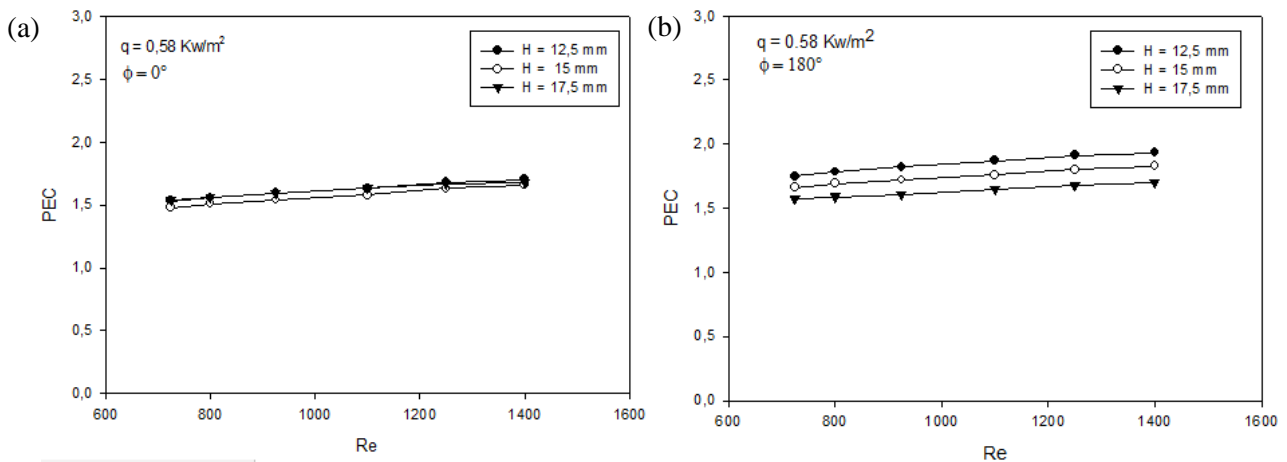 (a)
3,0
2,5
2,0
1,5
1,0
0,5
0,0
PEC
q = 0,58 Kw/m²
ϕ = 0°
H = 12,5 mm
H = 15 mm
H = 17,5 mm
600 800 1000 1200 1400 1600
Re
(b)
3,0
2,5
2,0
1,5
1,0
0,5
0,0
PEC
q = 0.58 Kw/m²
ϕ = 180°
H = 12,5 mm
H = 15 mm
H = 17,5 mm
600 800 1000 1200 1400 1600
Re